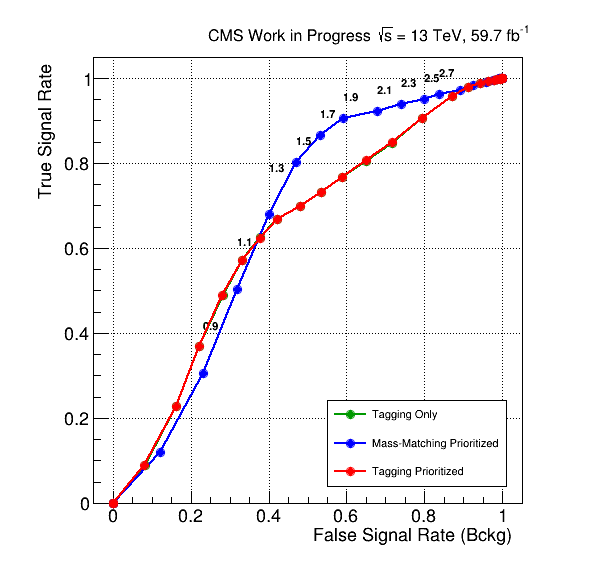 CMS Work in Progress √s = 13 TeV, 59.7 fb⁻¹
True Signal Rate
1
0.8
0.6
0.4
0.2
0
0.9
1.1
1.3
1.5
1.7
1.9
2.1
2.3
2.5
2.7
Tagging Only
Mass-Matching Prioritized
Tagging Prioritized
0 0.2 0.4 0.6 0.8 1
False Signal Rate (Bckg)